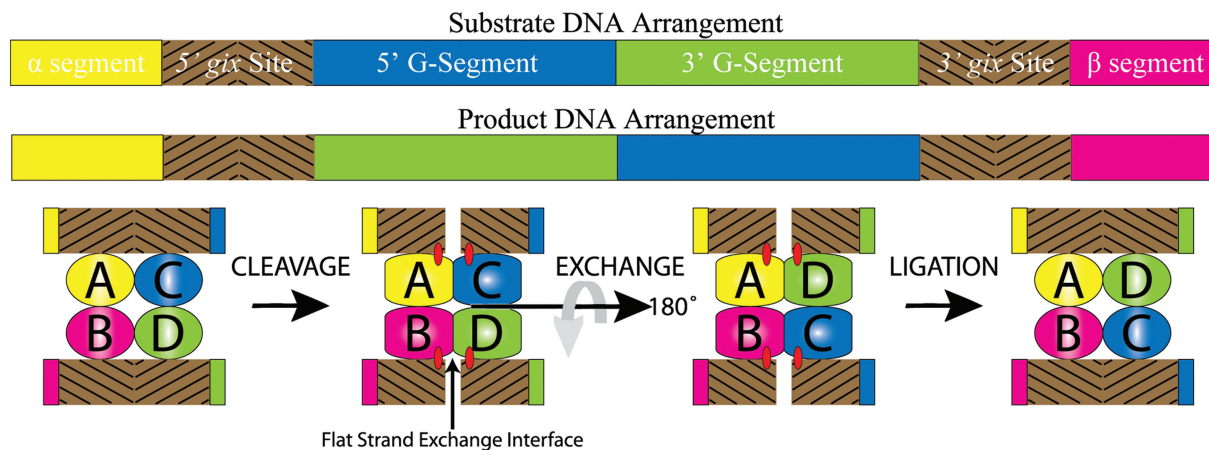 Substrate DNA Arrangement
α segment 5’ gix Site 5’ G-Segment 3’ G-Segment 3’ gix Site β segment
Product DNA Arrangement
CLEAVAGE EXCHANGE LIGATION
A C A C A D A D
180°
B D B D B C B C
Flat Strand Exchange Interface